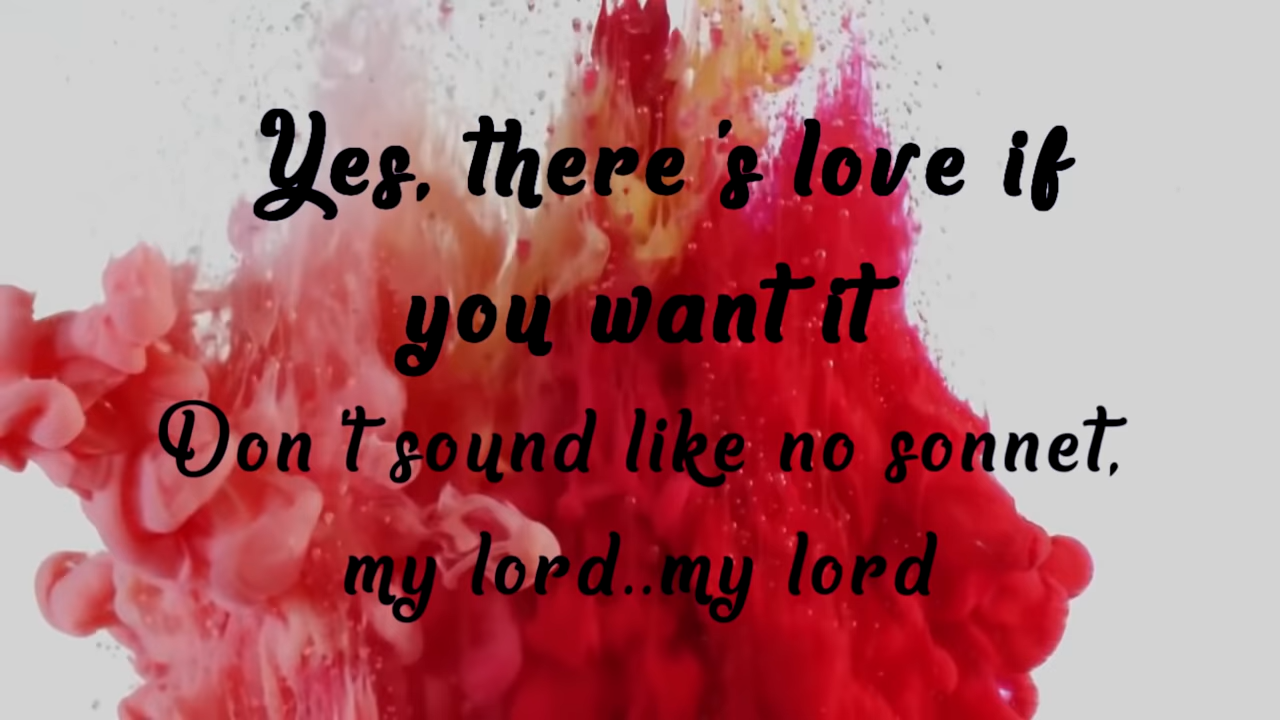 Yes, there's love if
you want it
Don't sound like no sonnet,
my lord..my lord